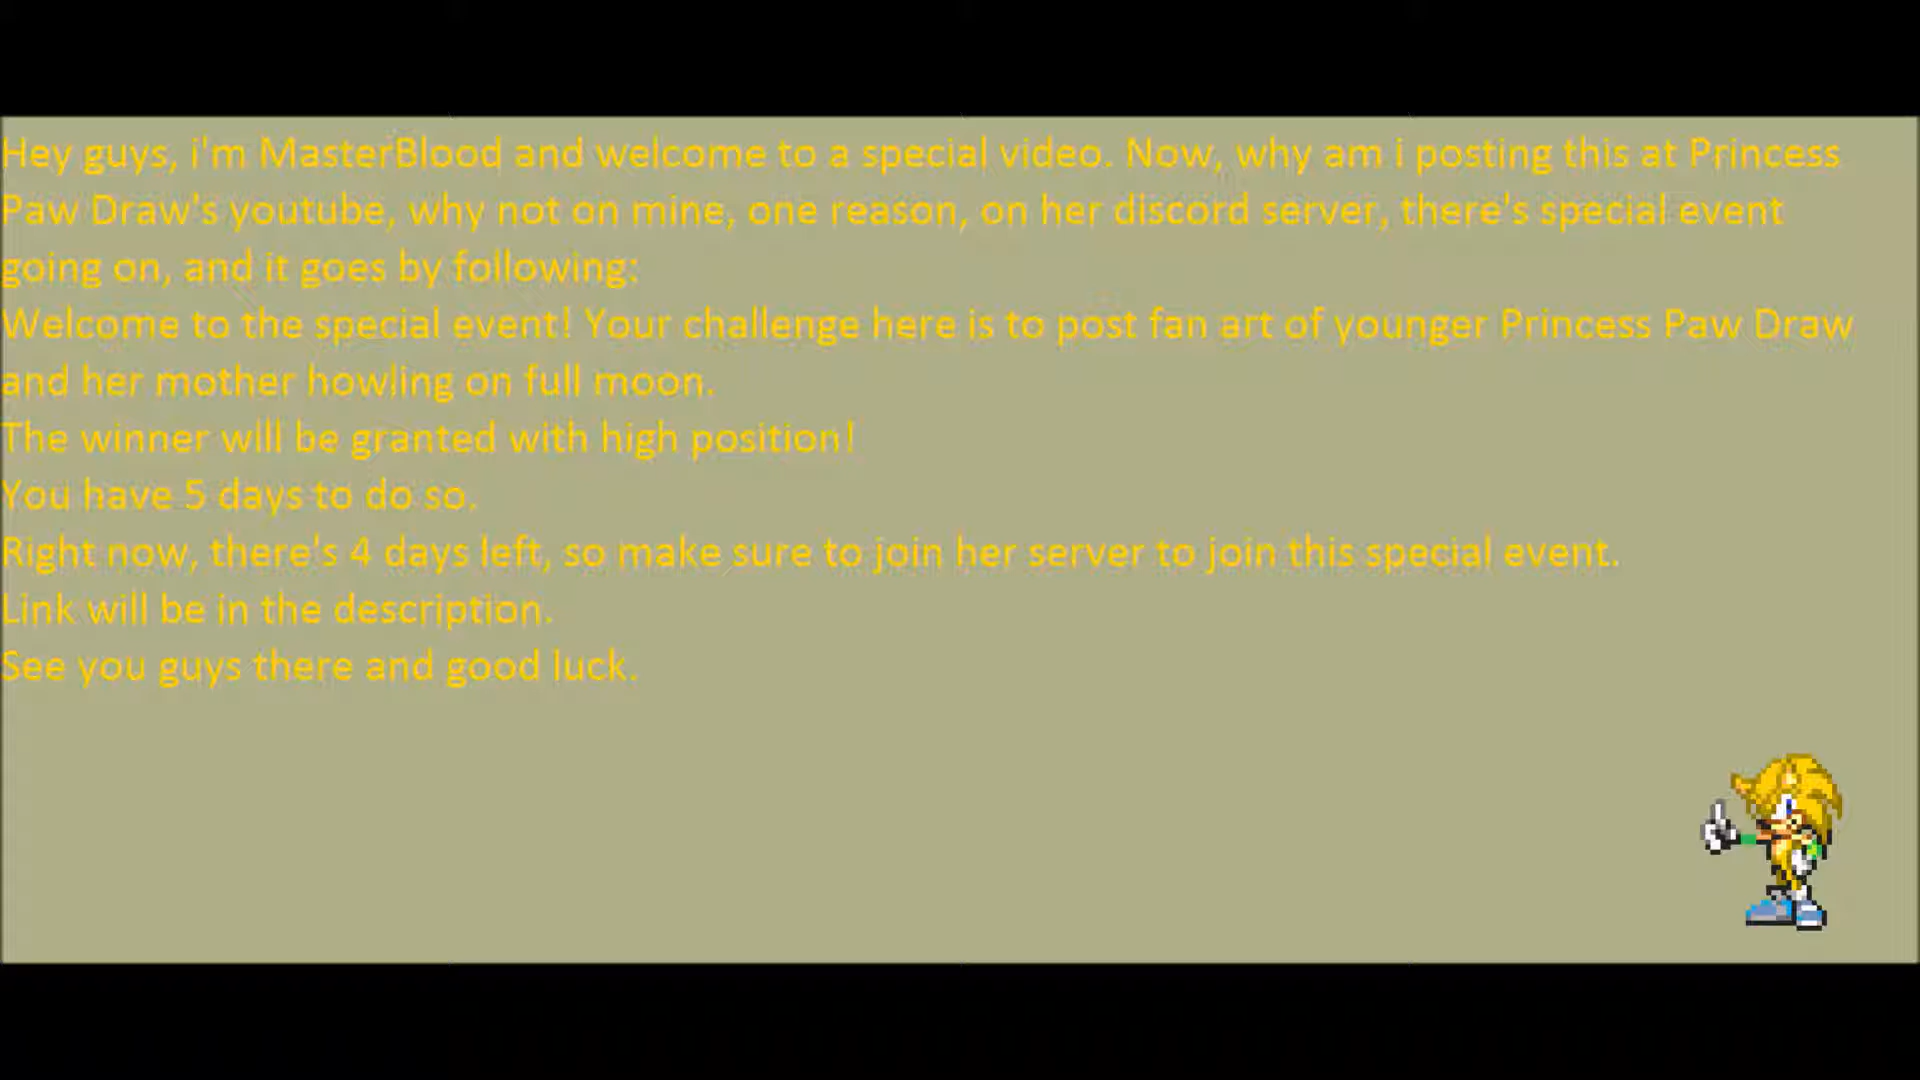 Hey guys, i'm MasterBlood and welcome to a special video. Now, why am i posting this at Princess
Paw Draw's youtube, why not on mine, one reason, on her discord server, there's special event
going on, and it goes by following:
Welcome to the special event! Your challenge here is to post fan art of younger Princess Paw Draw
and her mother howling on full moon.
The winner will be granted with high position!
You have 5 days to do so.
Right now, there's 4 days left, so make sure to join her server to join this special event.
Link will be in the description.
See you guys there and good luck.